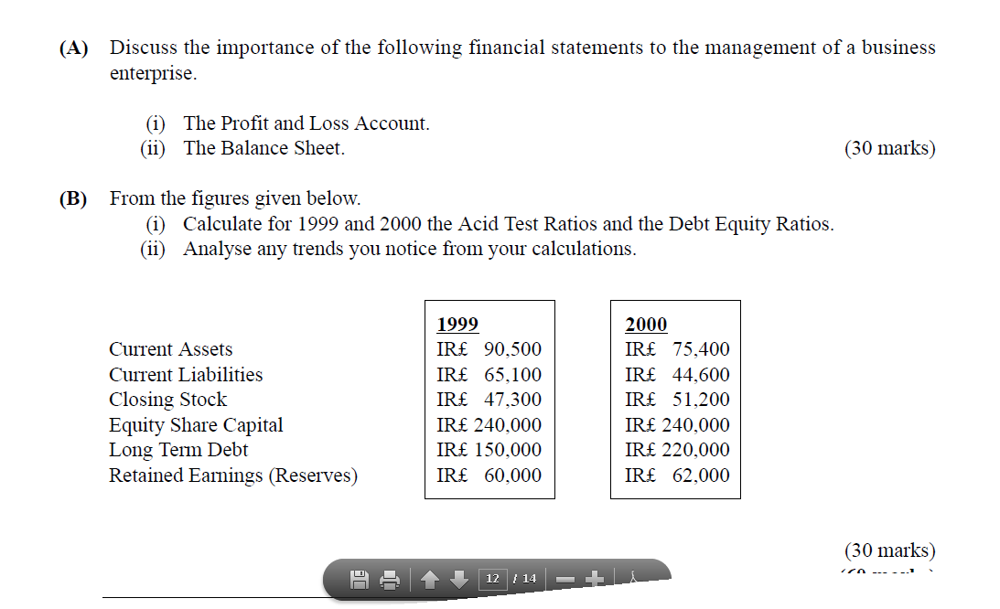 (A) Discuss the importance of the following financial statements to the management of a business
enterprise.
(i) The Profit and Loss Account.
(ii) The Balance Sheet. (30 marks)
(B) From the figures given below.
(i) Calculate for 1999 and 2000 the Acid Test Ratios and the Debt Equity Ratios.
(ii) Analyse any trends you notice from your calculations.
1999 2000
Current Assets IR£ 90,500 IR£ 75,400
Current Liabilities IR£ 65,100 IR£ 44,600
Closing Stock IR£ 47,300 IR£ 51,200
Equity Share Capital IR£ 240,000 IR£ 240,000
Long Term Debt IR£ 150,000 IR£ 220,000
Retained Earnings (Reserves) IR£ 60,000 IR£ 62,000
(30 marks)
12 / 14